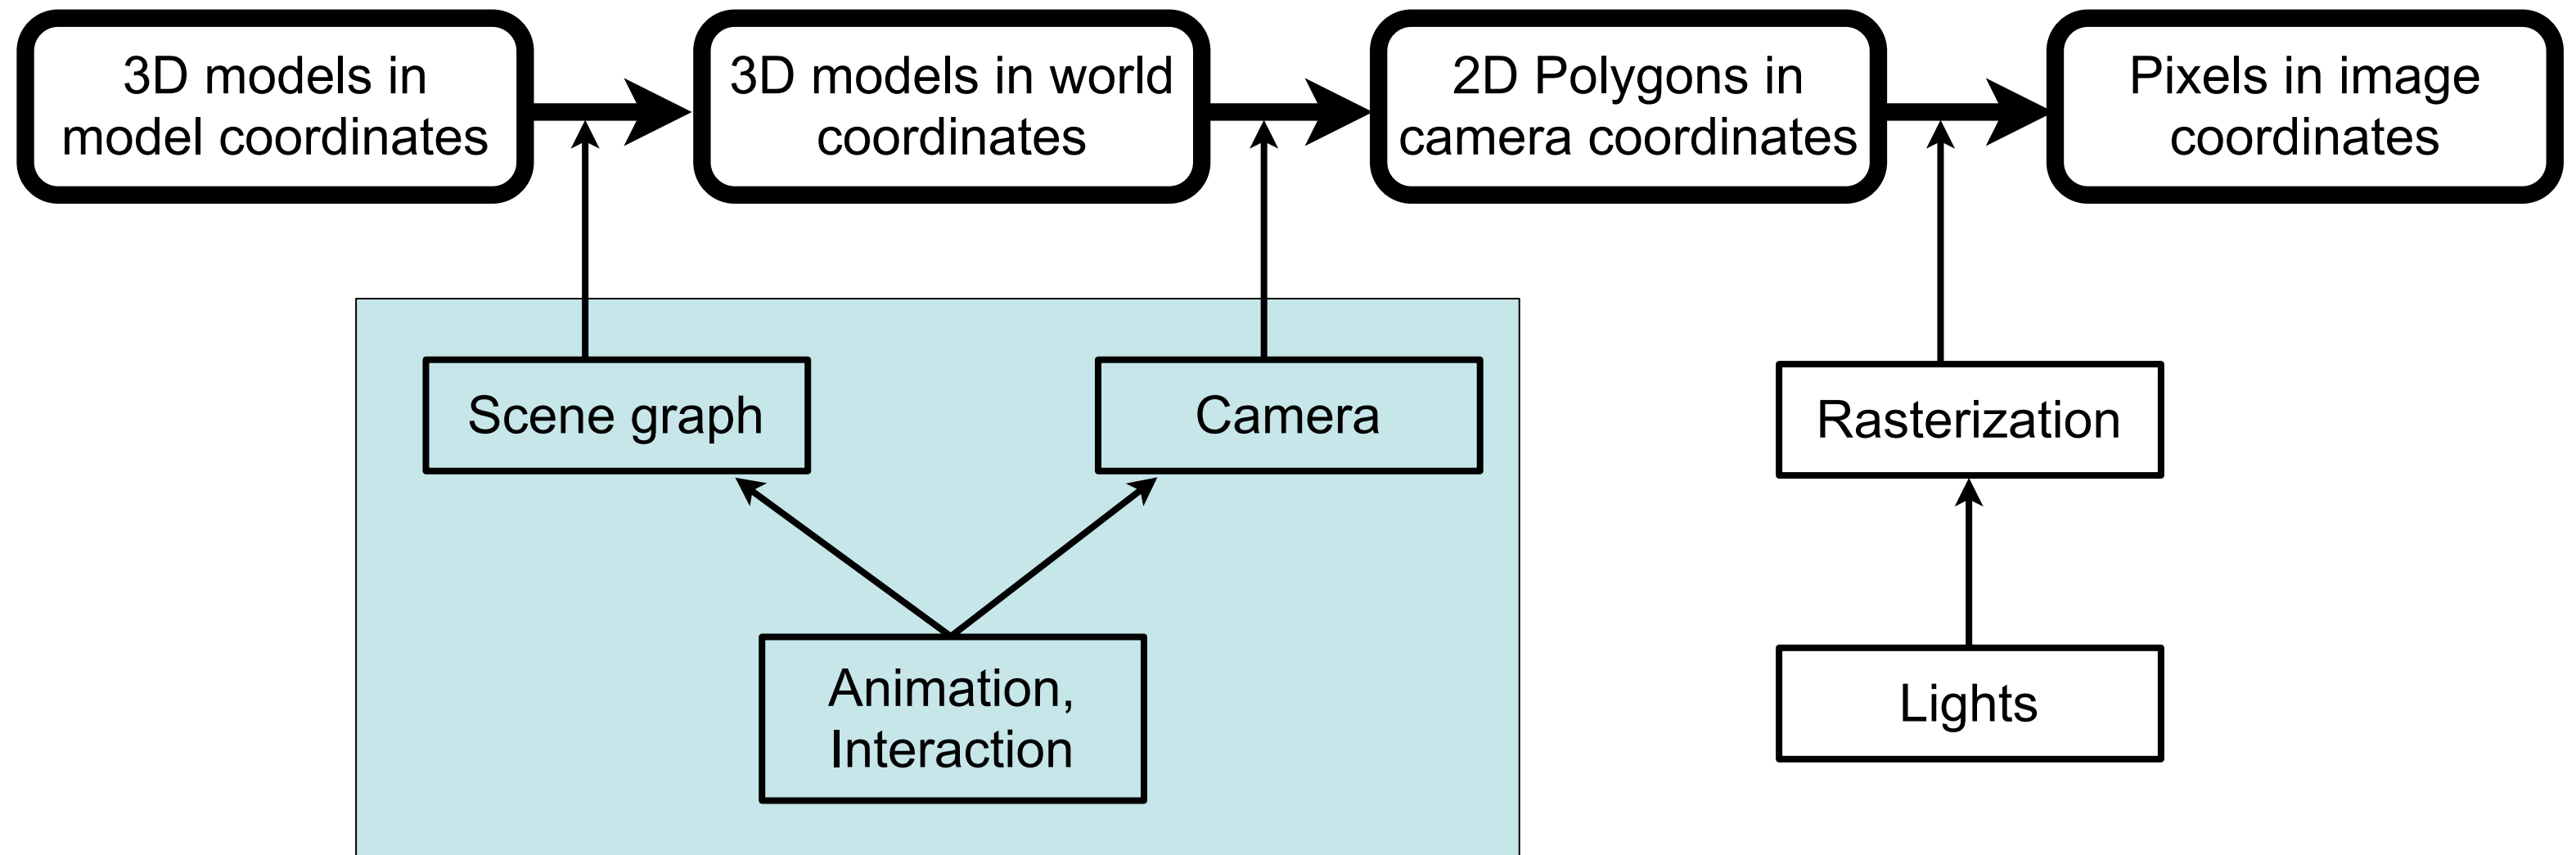 3D models in
model coordinates
3D models in world
coordinates
2D Polygons in
camera coordinates
Pixels in image
coordinates
Scene graph
Camera
Rasterization
Animation,
Interaction
Lights